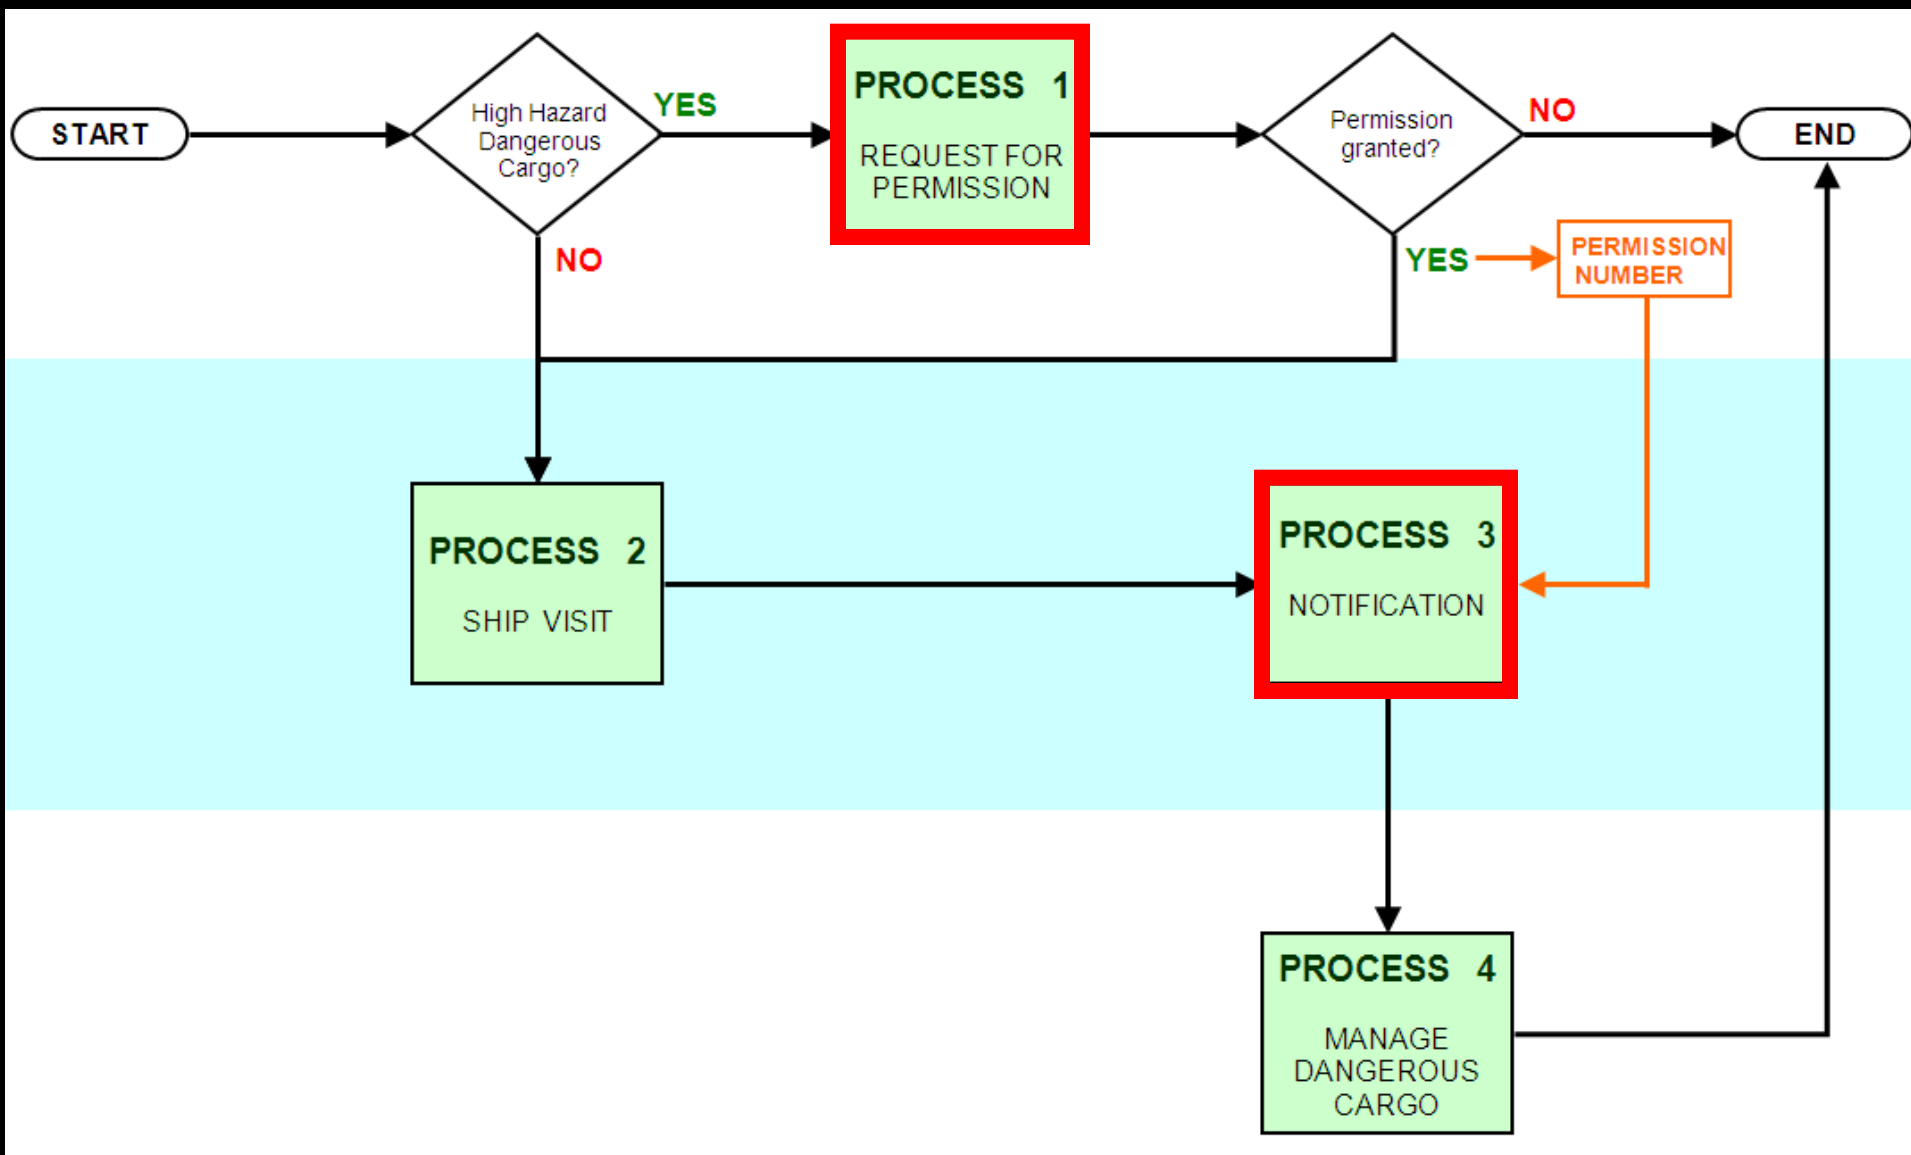 START
High Hazard
Dangerous
Cargo?
YES
NO
PROCESS 1
REQUEST FOR
PERMISSION
Permission
granted?
NO
END
YES
PERMISSION
NUMBER
PROCESS 2
SHIP VISIT
PROCESS 3
NOTIFICATION
PROCESS 4
MANAGE
DANGEROUS
CARGO